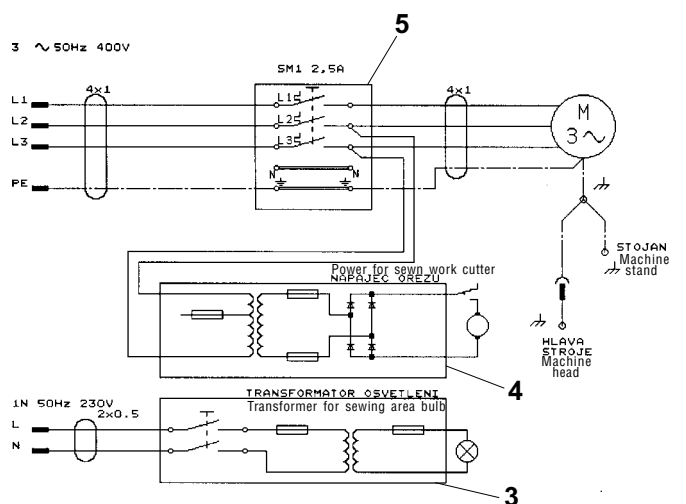 5
3 ∿ 50Hz 400V
SM1 2,5A
4x1
4x1
L1
L1
M
L2
L2
3 ∿
L3
L3
N
N
PE
STOJAN
Machine
stand
Power for sewn work cutter
NAPAJEC OREZU
HLAVA
STROJE
Machine
head
4
1N 50Hz 230V
2x0.5
TRANSFORMATOR OSVETLENI
Transformer for sewing area bulb
L
N
3